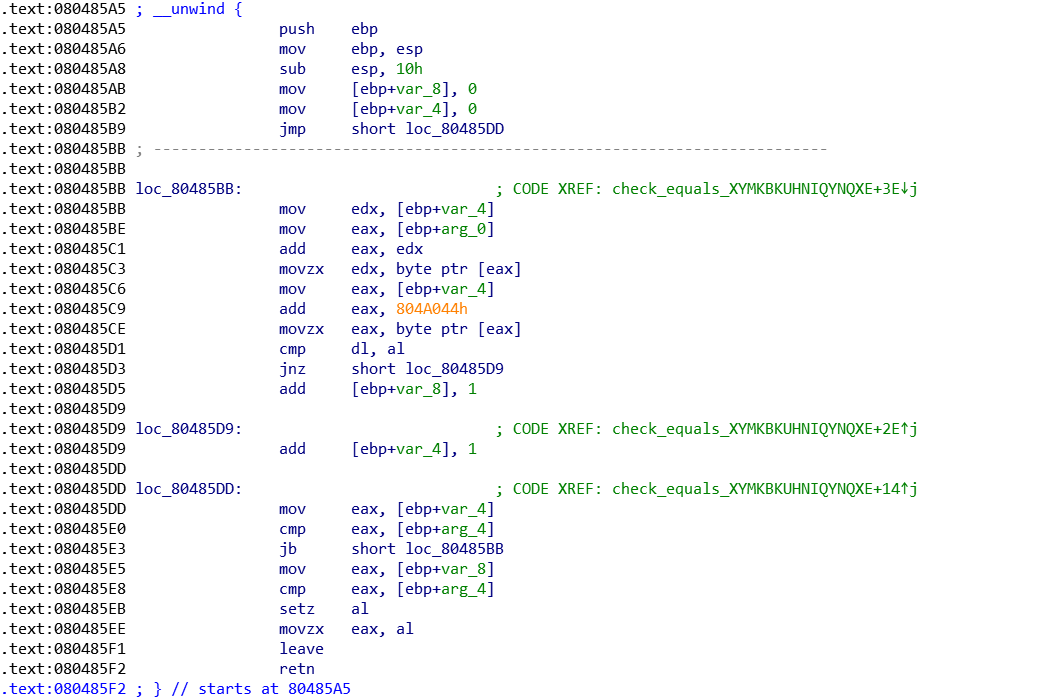 .text:080485A5 ; __unwind {
.text:080485A5                 push    ebp
.text:080485A6                 mov     ebp, esp
.text:080485A8                 sub     esp, 10h
.text:080485AB                 mov     [ebp+var_8], 0
.text:080485B2                 mov     [ebp+var_4], 0
.text:080485B9                 jmp     short loc_80485DD
.text:080485BB ; ---------------------------------------------------------------------------
.text:080485BB
.text:080485BB loc_80485BB:                            ; CODE XREF: check_equals_XYMKBKUHNIQYNQXE+3E↓j
.text:080485BB                 mov     edx, [ebp+var_4]
.text:080485BE                 mov     eax, [ebp+arg_0]
.text:080485C1                 add     eax, edx
.text:080485C3                 movzx   edx, byte ptr [eax]
.text:080485C6                 mov     eax, [ebp+var_4]
.text:080485C9                 add     eax, 804A044h
.text:080485CE                 movzx   eax, byte ptr [eax]
.text:080485D1                 cmp     dl, al
.text:080485D3                 jnz     short loc_80485D9
.text:080485D5                 add     [ebp+var_8], 1
.text:080485D9
.text:080485D9 loc_80485D9:                            ; CODE XREF: check_equals_XYMKBKUHNIQYNQXE+2E↑j
.text:080485D9                 add     [ebp+var_4], 1
.text:080485DD
.text:080485DD loc_80485DD:                            ; CODE XREF: check_equals_XYMKBKUHNIQYNQXE+14↑j
.text:080485DD                 mov     eax, [ebp+var_4]
.text:080485E0                 cmp     eax, [ebp+arg_4]
.text:080485E3                 jb      short loc_80485BB
.text:080485E5                 mov     eax, [ebp+var_8]
.text:080485E8                 cmp     eax, [ebp+arg_4]
.text:080485EB                 setz    al
.text:080485EE                 movzx   eax, al
.text:080485F1                 leave
.text:080485F2                 retn
.text:080485F2 ; } // starts at 80485A5